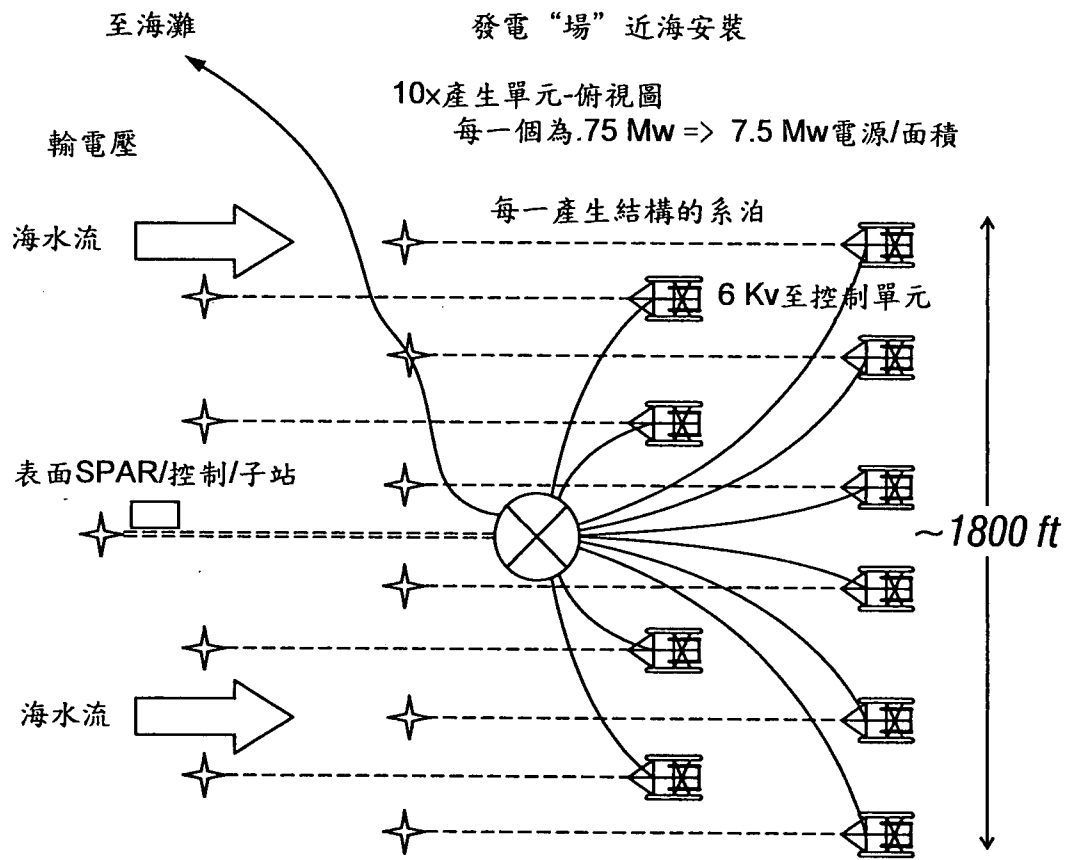 至海灘
發電“場”近海安裝
10x產生單元-俯視圖
每一個為.75 Mw => 7.5 Mw電源/面積
輸電壓
每一產生結構的系泊
海水流
6 Kv至控制單元
表面SPAR/控制/子站
~1800 ft
海水流